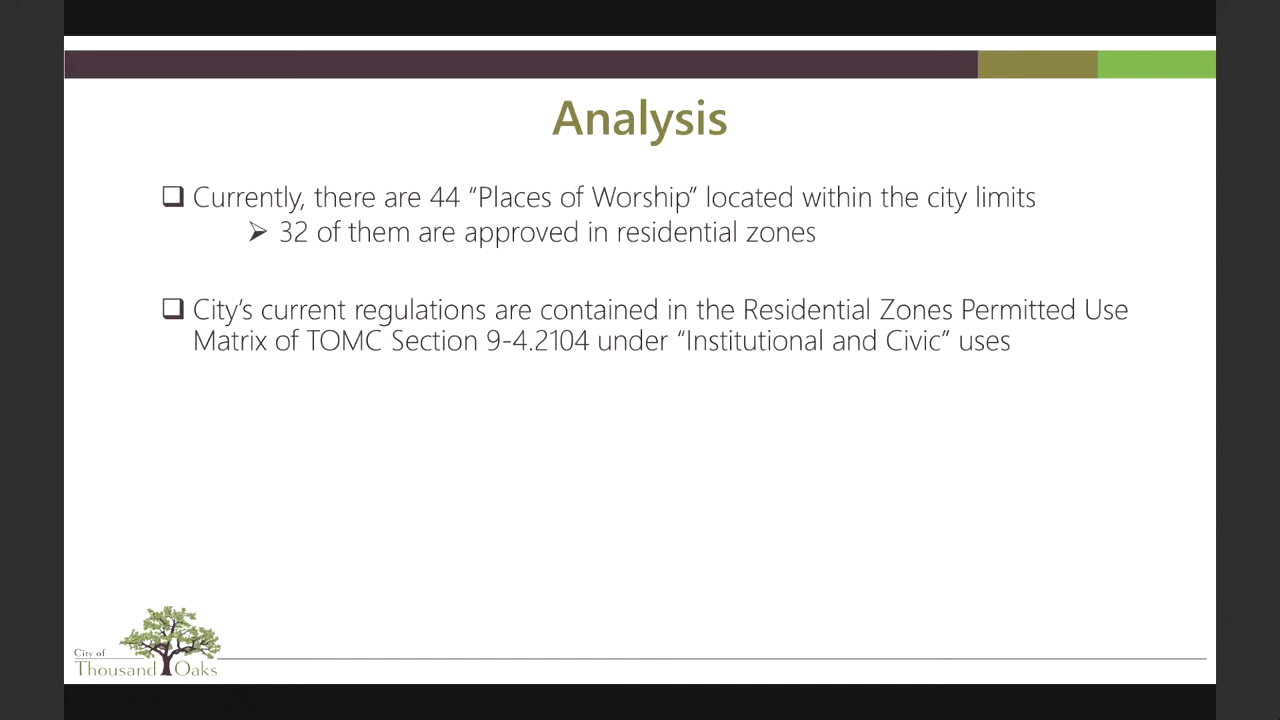 Analysis
Currently, there are 44 “Places of Worship” located within the city limits
32 of them are approved in residential zones
City’s current regulations are contained in the Residential Zones Permitted Use
Matrix of TOMC Section 9-4.2104 under “Institutional and Civic” uses
City of
Thousand Oaks